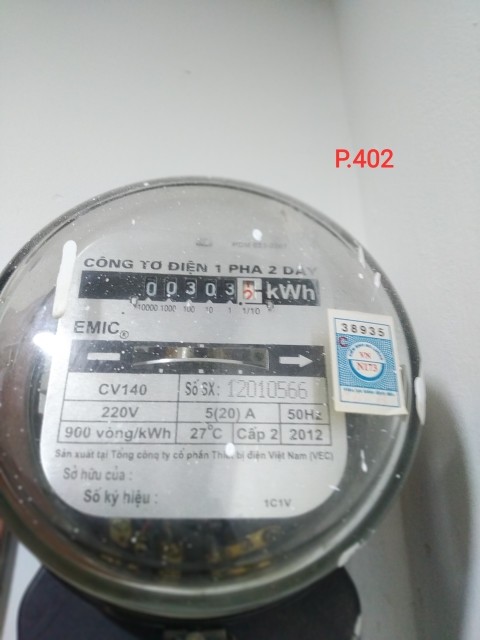 P.402
CÔNG TƠ ĐIỆN 1 PHA 2 DÂY
00303 kWh
10000 1000 100 10 1 1/10
EMIC®
CV140 Số SX: 12010566
220V 5(20) A 50Hz
900 vòng/kWh 27°C Cấp 2 2012
Sản xuất tại Tổng công ty cổ phần Thiết bị điện Việt Nam (VEC)
Sở hữu của :
Số ký hiệu :
1C1V
38935
VN
N173